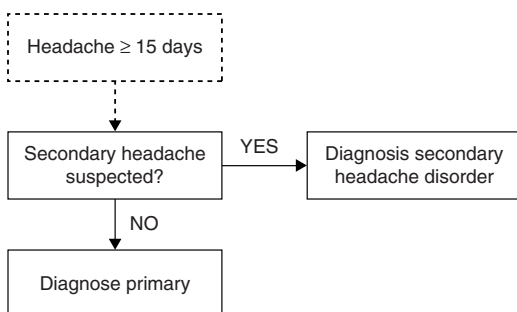 Headache ≥ 15 days
Secondary headache
suspected?
YES
Diagnosis secondary
headache disorder
NO
Diagnose primary